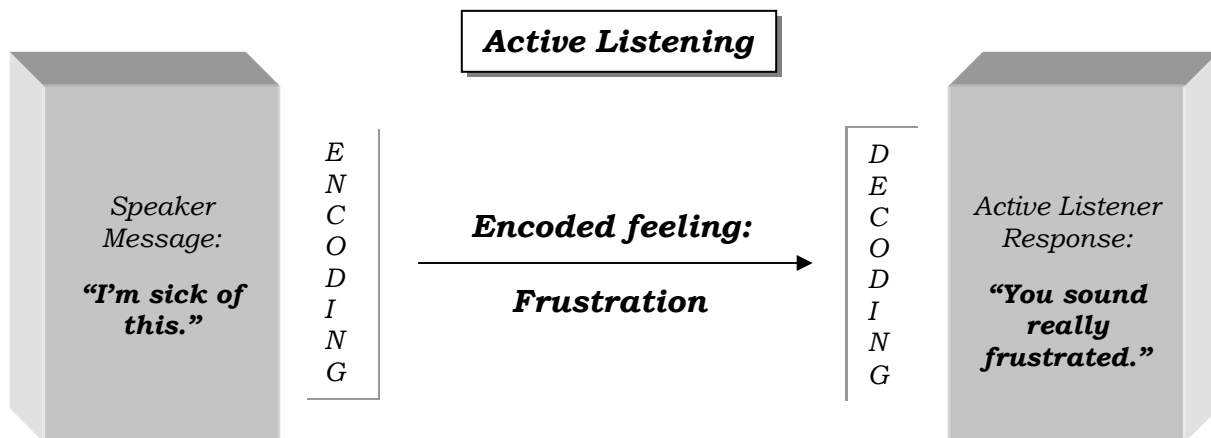 Active Listening
Speaker
Message:
“I’m sick of
this.”
E
N
C
O
D
I
N
G
Encoded feeling:
Frustration
D
E
C
O
D
I
N
G
Active Listener
Response:
“You sound
really
frustrated.”